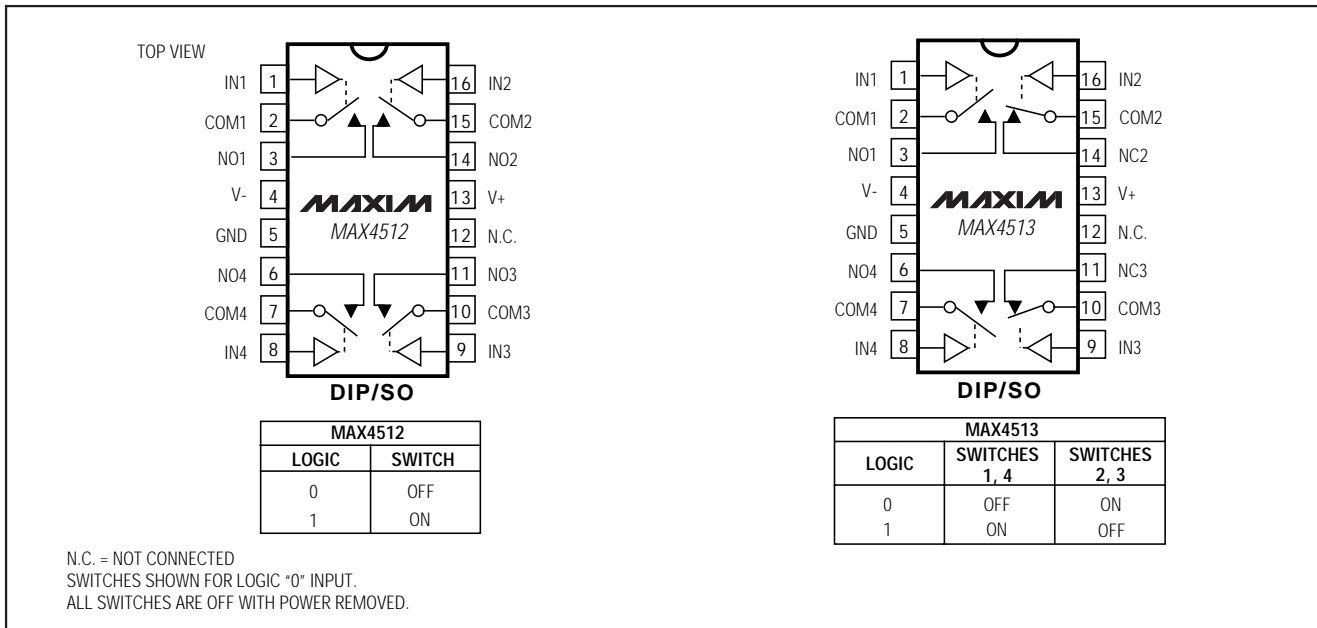 TOP VIEW
IN1 1 16 IN2
COM1 2 15 COM2
NO1 3 14 NO2
V- 4 13 V+
GND 5 12 N.C.
NO4 6 11 NO3
COM4 7 10 COM3
IN4 8 9 IN3
MAXIM
MAX4512
DIP/SO
MAX4512
LOGIC SWITCH
0 OFF
1 ON
IN1 1 16 IN2
COM1 2 15 COM2
NO1 3 14 NC2
V- 4 13 V+
GND 5 12 N.C.
NO4 6 11 NC3
COM4 7 10 COM3
IN4 8 9 IN3
MAXIM
MAX4513
DIP/SO
MAX4513
LOGIC SWITCHES 1, 4 SWITCHES 2, 3
0 OFF ON
1 ON OFF
N.C. = NOT CONNECTED
SWITCHES SHOWN FOR LOGIC “0” INPUT.
ALL SWITCHES ARE OFF WITH POWER REMOVED.